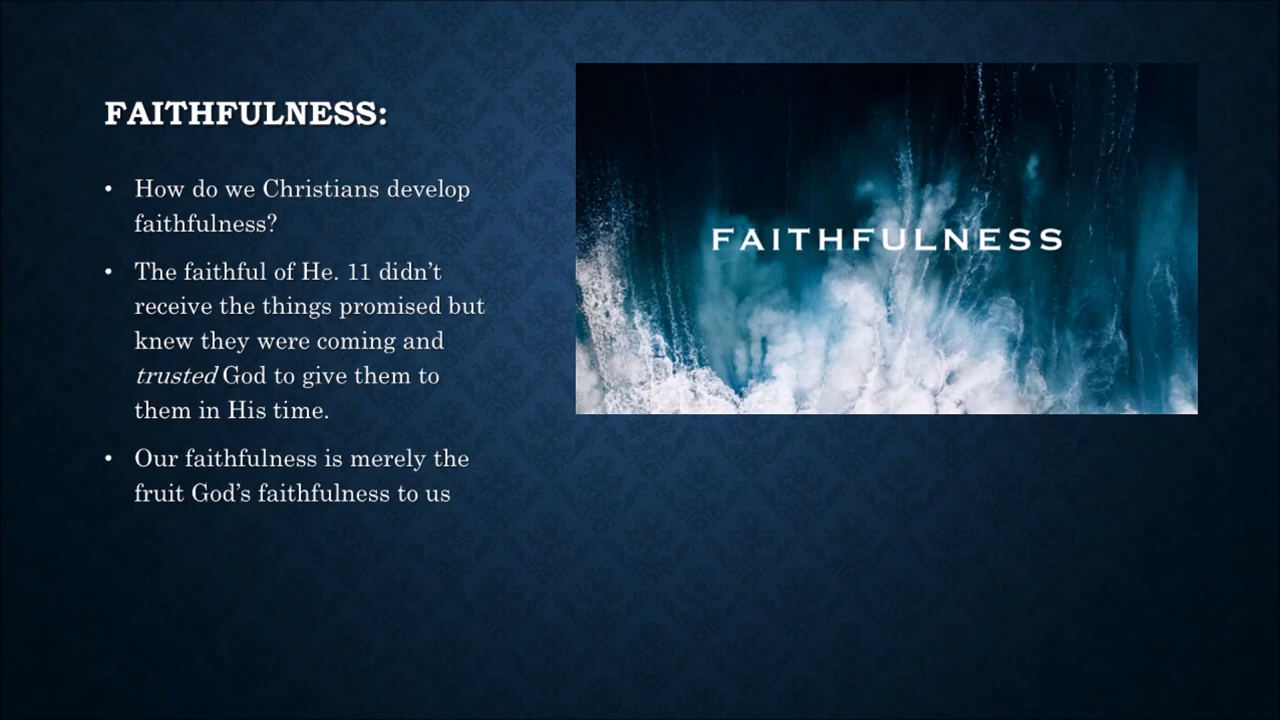 FAITHFULNESS:
• How do we Christians develop
faithfulness?
• The faithful of He. 11 didn’t
receive the things promised but
knew they were coming and
trusted God to give them to
them in His time.
• Our faithfulness is merely the
fruit God’s faithfulness to us
FAITHFULNESS